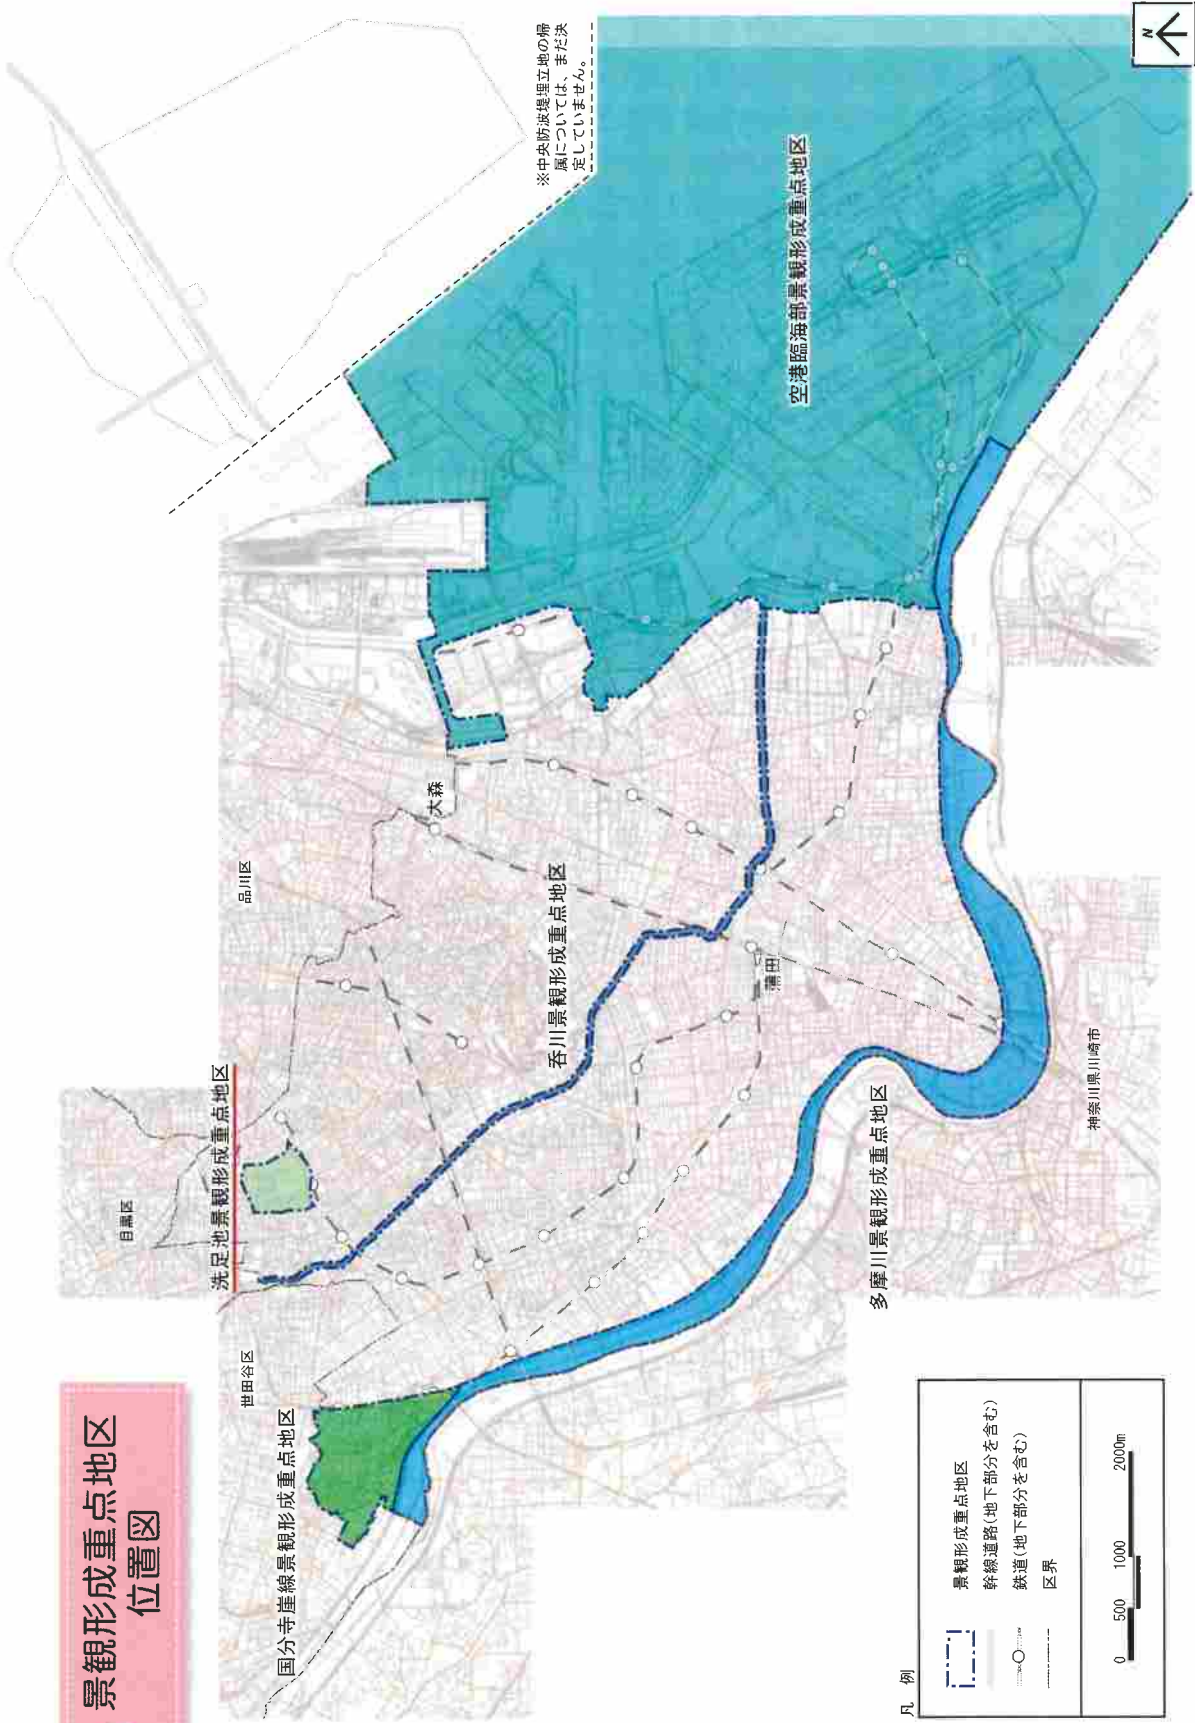 景観形成重点地区
位置図
※中央防波堤埋立地の帰
属については、まだ決
定していません。
N
目黒区
品川区
世田谷区
洗足池景観形成重点地区
大森
国分寺崖線景観形成重点地区
呑川景観形成重点地区
空港臨海部景観形成重点地区
蒲田
多摩川景観形成重点地区
神奈川県川崎市
凡 例
景観形成重点地区
幹線道路(地下部分を含む)
鉄道(地下部分を含む)
区界
0 500 1000 2000m